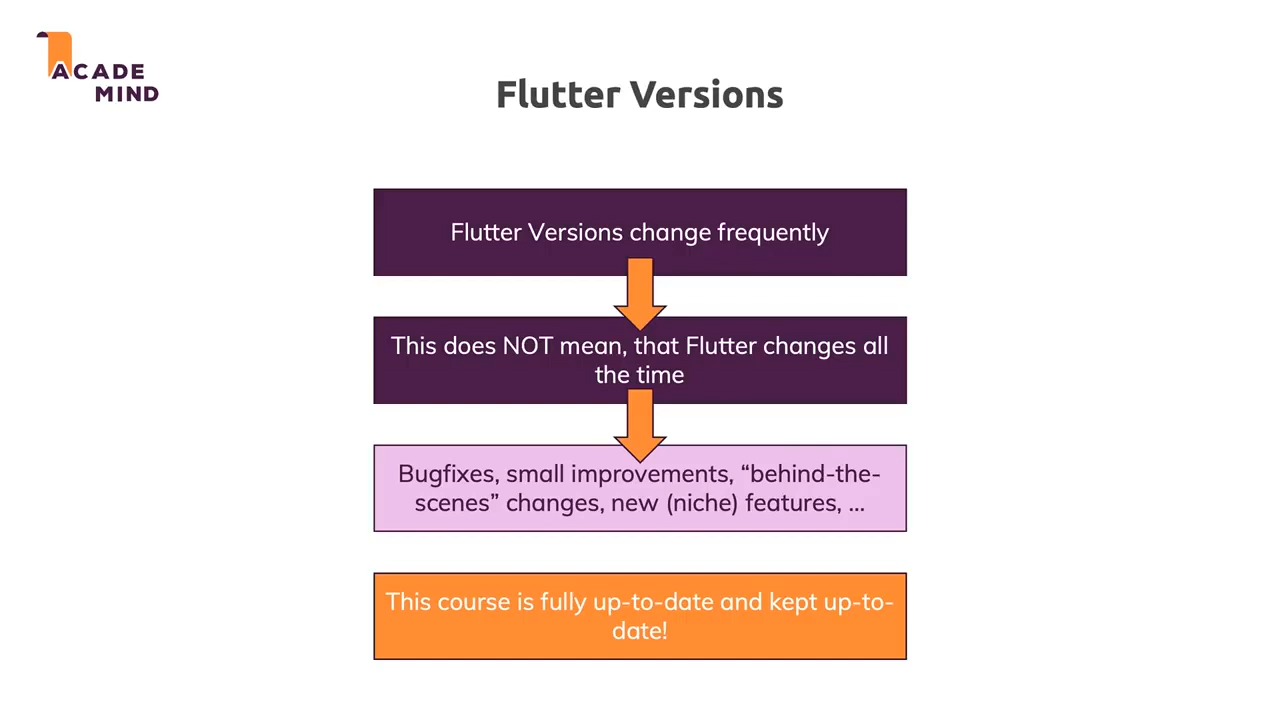 ACADE
MIND
Flutter Versions
Flutter Versions change frequently
This does NOT mean, that Flutter changes all
the time
Bugfixes, small improvements, “behind-the-
scenes” changes, new (niche) features, ...
This course is fully up-to-date and kept up-to-
date!